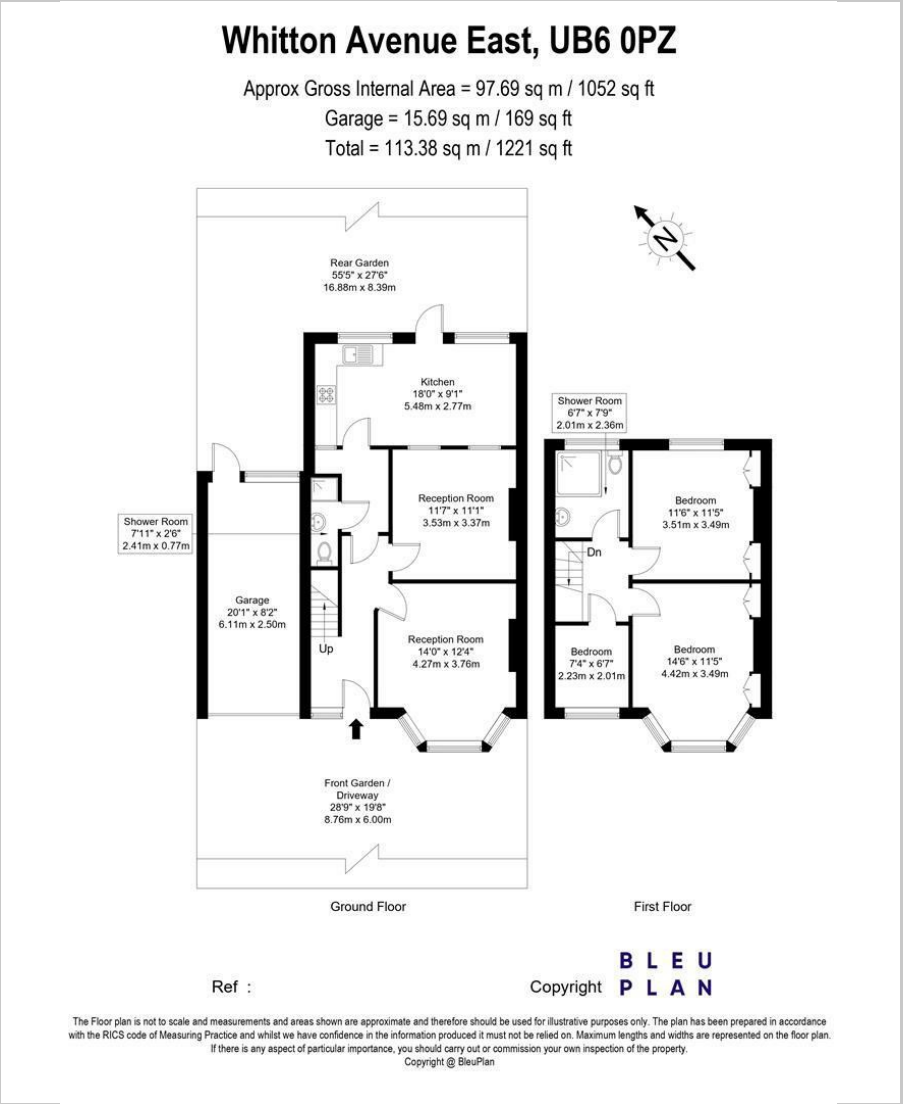 Whitton Avenue East, UB6 0PZ
Approx Gross Internal Area = 97.69 sq m / 1052 sq ft
Garage = 15.69 sq m / 169 sq ft
Total = 113.38 sq m / 1221 sq ft
N
Rear Garden
55'5" x 27'6"
16.88m x 8.39m
Kitchen
18'0" x 9'1"
5.48m x 2.77m
Reception Room
11'7" x 11'1"
3.53m x 3.37m
Shower Room
7'11" x 2'6"
2.41m x 0.77m
Garage
20'1" x 8'2"
6.11m x 2.50m
Up
Reception Room
14'0" x 12'4"
4.27m x 3.76m
Front Garden /
Driveway
28'9" x 19'8"
8.76m x 6.00m
Ground Floor
Shower Room
6'7" x 7'9"
2.01m x 2.36m
Bedroom
11'6" x 11'5"
3.51m x 3.49m
Dn
Bedroom
7'4" x 6'7"
2.23m x 2.01m
Bedroom
14'6" x 11'5"
4.42m x 3.49m
First Floor
Ref :
Copyright
BLEU
PLAN
The Floor plan is not to scale and measurements and areas shown are approximate and therefore should be used for illustrative purposes only. The plan has been prepared in accordance
with the RICS code of Measuring Practice and whilst we have confidence in the information produced it must not be relied on. Maximum lengths and widths are represented on the floor plan.
If there is any aspect of particular importance, you should carry out or commission your own inspection of the property.
Copyright @ BleuPlan